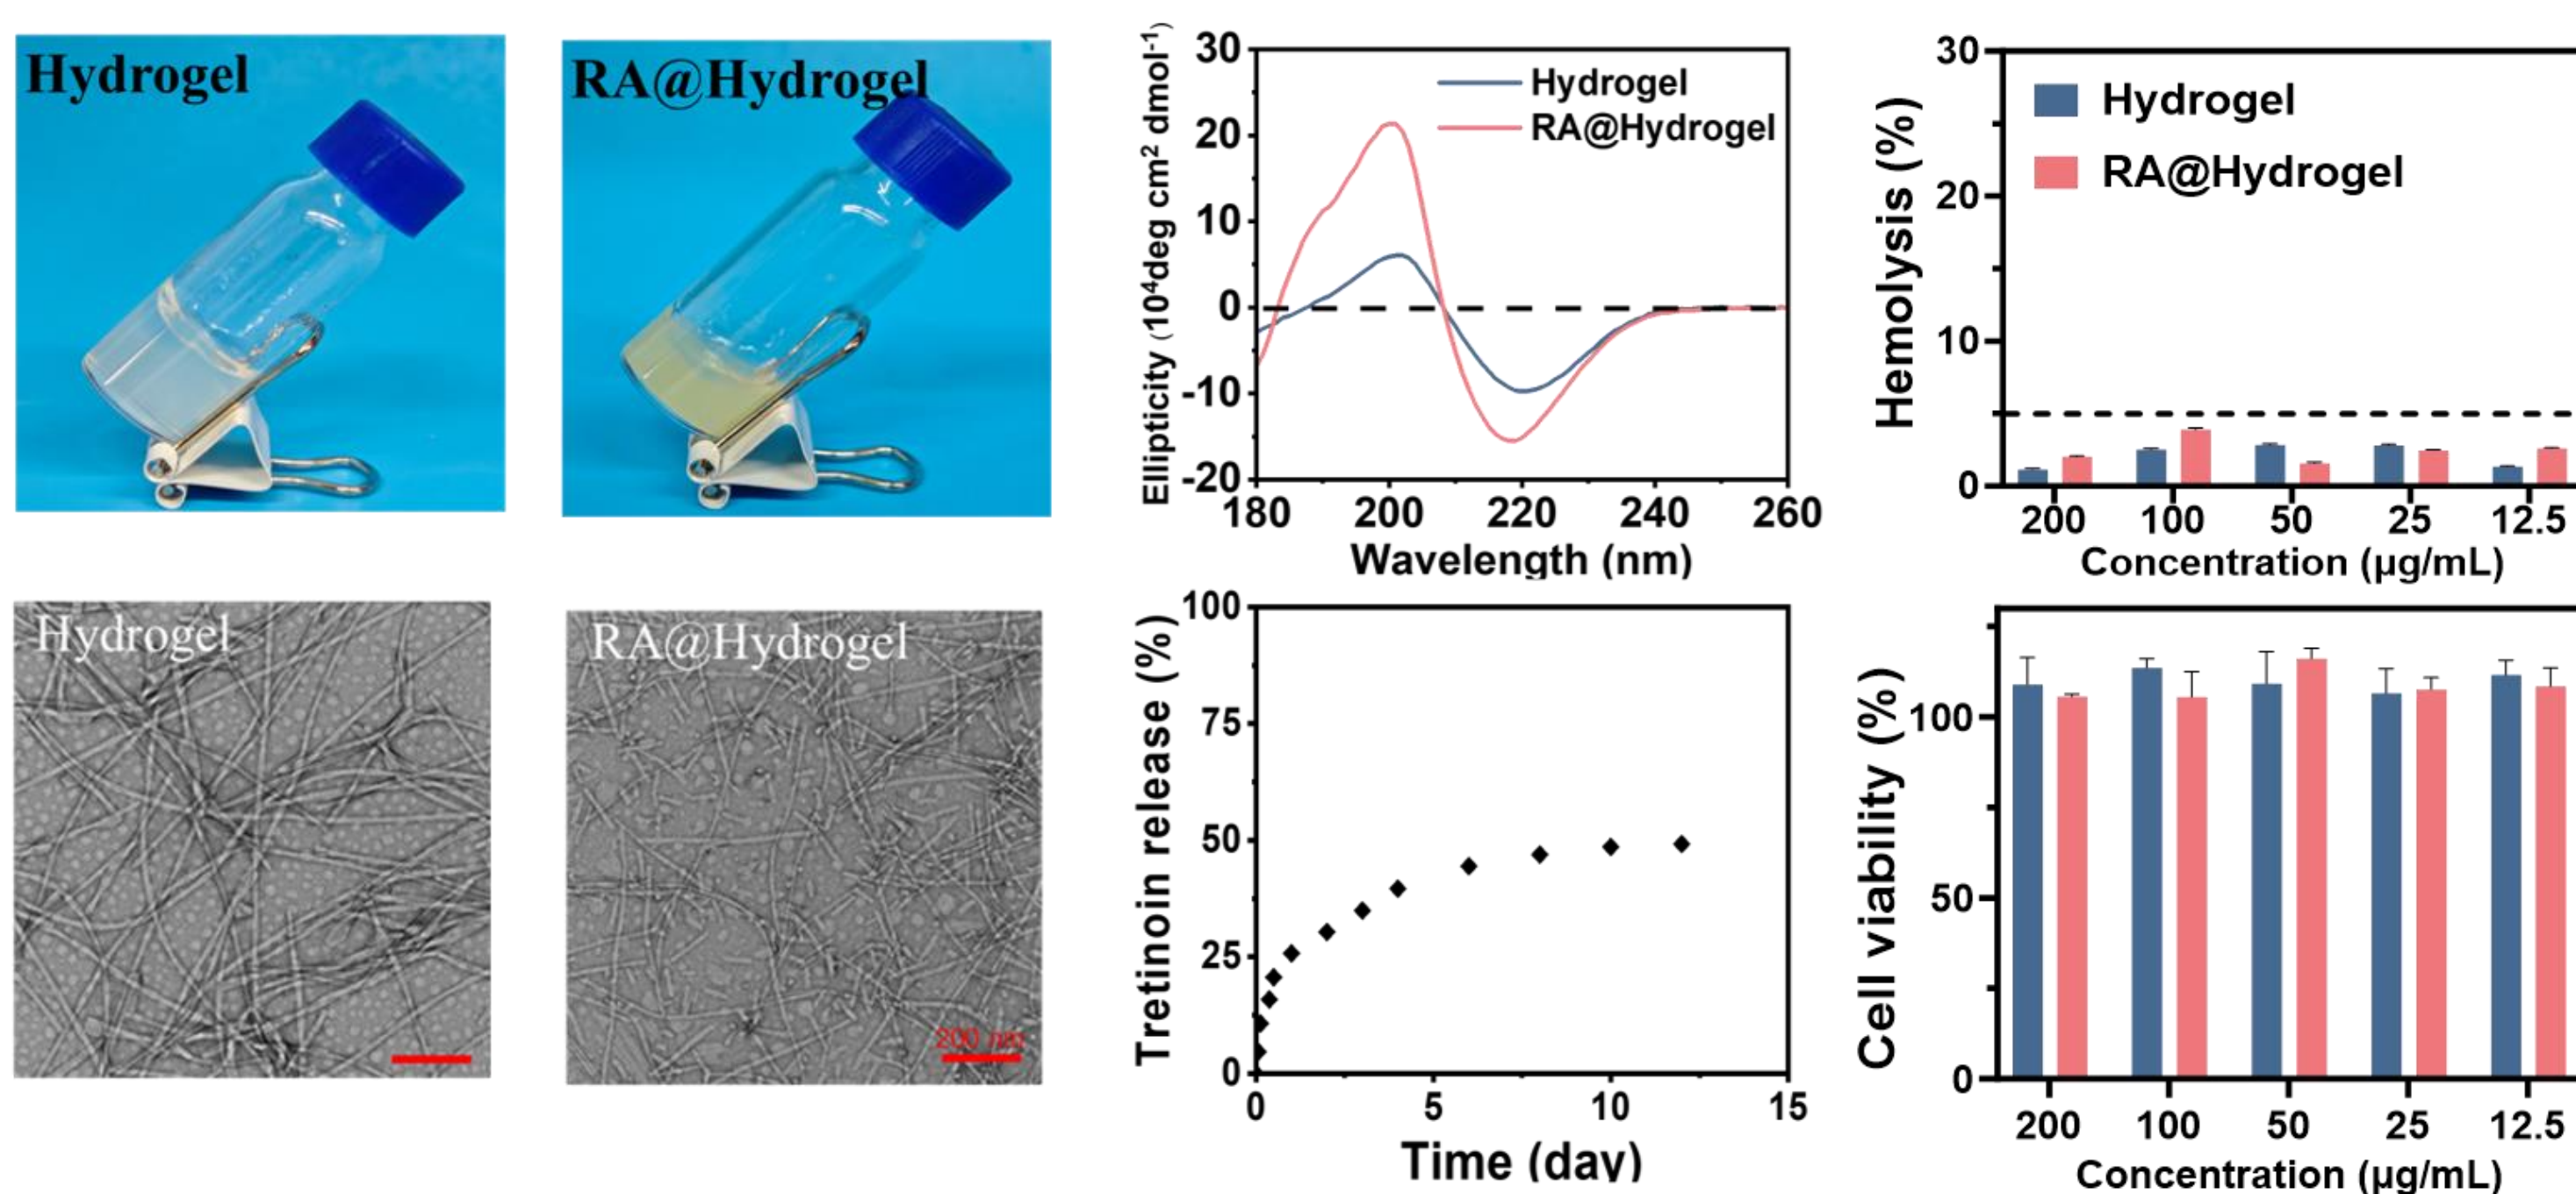 Hydrogel
RA@Hydrogel
Ellipticity (10⁴deg cm² dmol⁻¹)
30
20
10
0
-10
-20
Hydrogel
RA@Hydrogel
180 200 220 240 260
Wavelength (nm)
Hemolysis (%)
30
20
10
0
Hydrogel
RA@Hydrogel
200 100 50 25 12.5
Concentration (μg/mL)
Hydrogel
RA@Hydrogel
200 nm
Tretinoin release (%)
100
75
50
25
0
0 5 10 15
Time (day)
Cell viability (%)
100
50
0
200 100 50 25 12.5
Concentration (μg/mL)